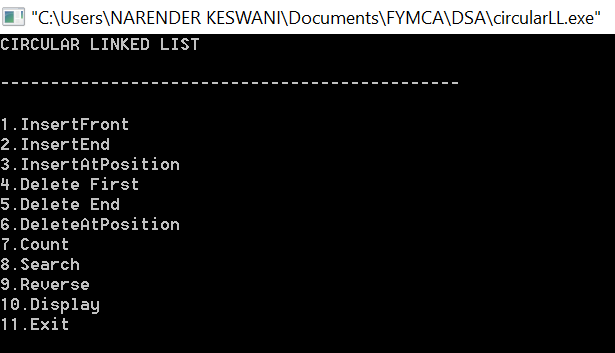 "C:\Users\NARENDER KESWANI\Documents\FYMCA\DSA\circularLL.exe"
CIRCULAR LINKED LIST
----------------------------------------------
1.InsertFront
2.InsertEnd
3.InsertAtPosition
4.Delete First
5.Delete End
6.DeleteAtPosition
7.Count
8.Search
9.Reverse
10.Display
11.Exit